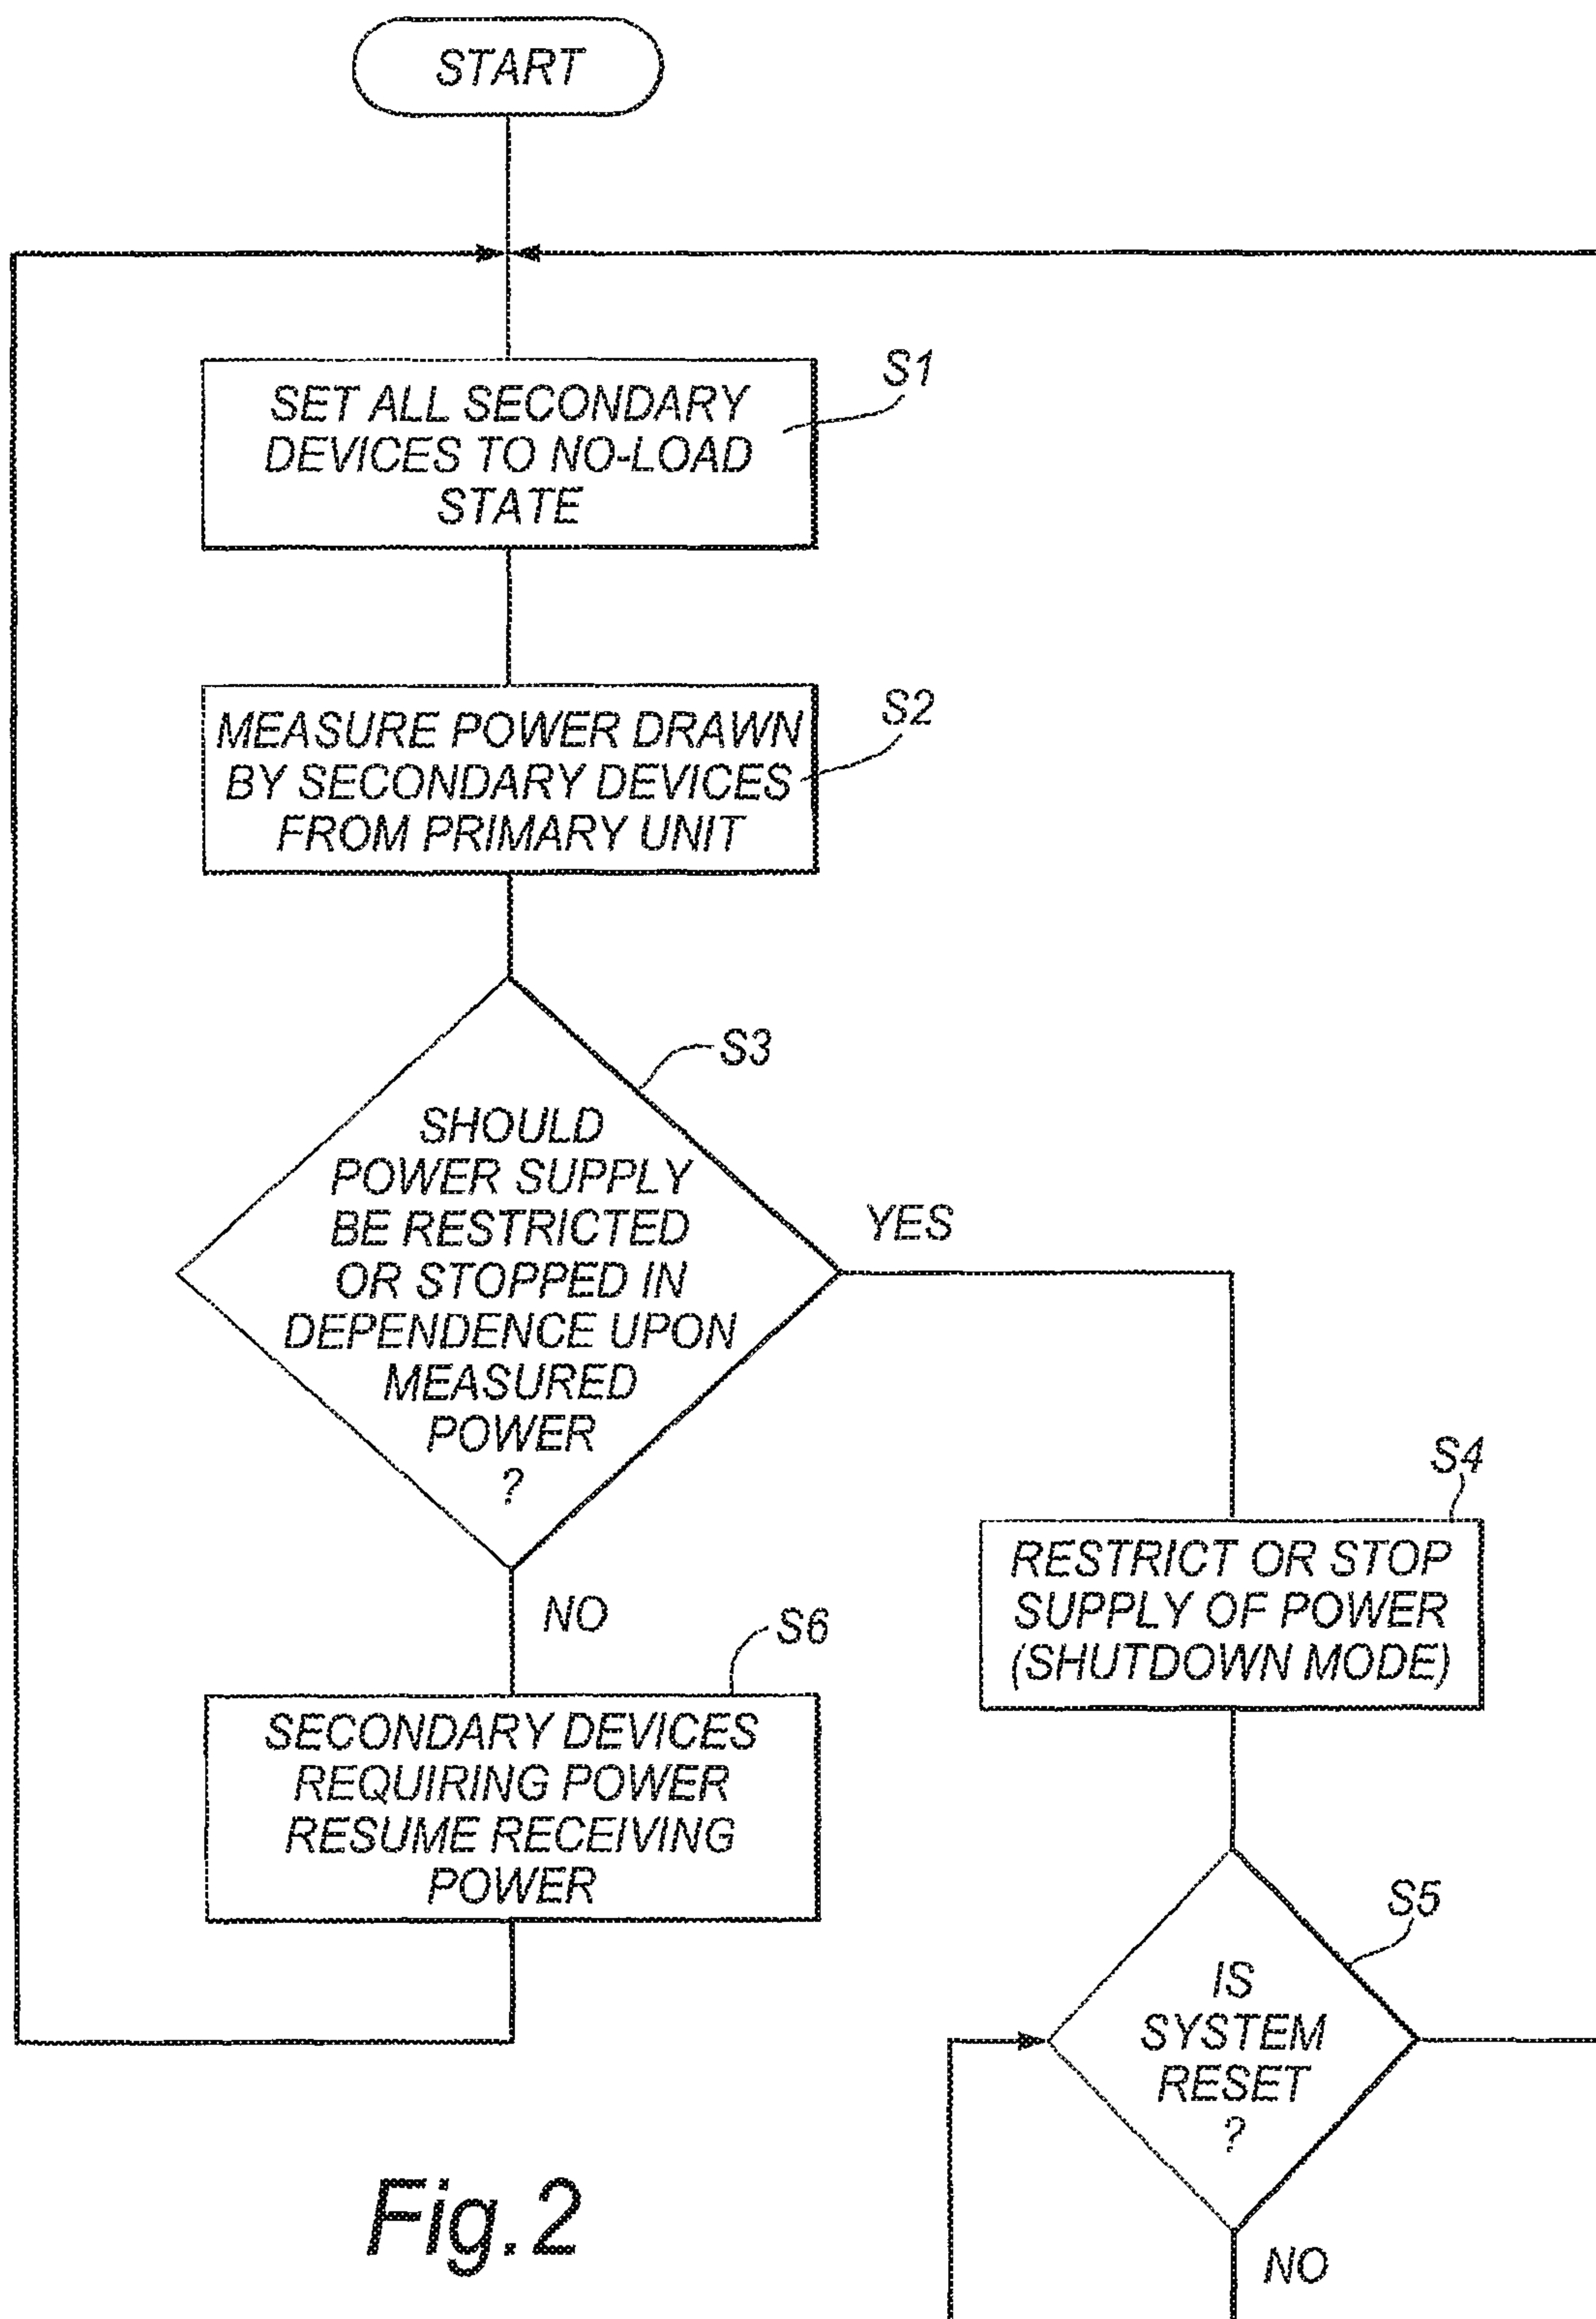 START
S1
SET ALL SECONDARY
DEVICES TO NO-LOAD
STATE
S2
MEASURE POWER DRAWN
BY SECONDARY DEVICES
FROM PRIMARY UNIT
S3
SHOULD
POWER SUPPLY
BE RESTRICTED
OR STOPPED IN
DEPENDENCE UPON
MEASURED
POWER
?
YES
NO
S4
RESTRICT OR STOP
SUPPLY OF POWER
(SHUTDOWN MODE)
S6
SECONDARY DEVICES
REQUIRING POWER
RESUME RECEIVING
POWER
S5
IS
SYSTEM
RESET
?
NO
Fig.2